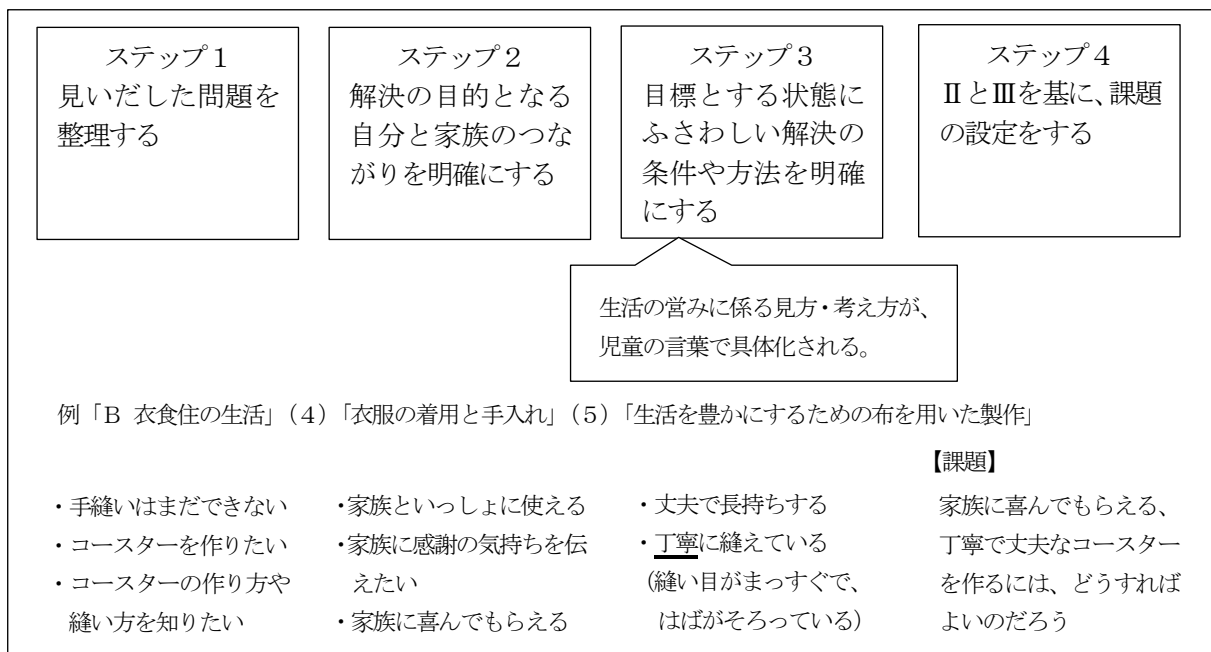 ステップ1
見いだした問題を
整理する
ステップ2
解決の目的となる
自分と家族のつな
がりを明確にする
ステップ3
目標とする状態に
ふさわしい解決の
条件や方法を明確
にする
ステップ4
ⅡとⅢを基に、課題
の設定をする
生活の営みに係る見方・考え方が、
児童の言葉で具体化される。
例「B 衣食住の生活」(4)「衣服の着用と手入れ」(5)「生活を豊かにするための布を用いた製作」
・手縫いはまだできない
・コースターを作りたい
・コースターの作り方や
縫い方を知りたい
・家族といっしょに使える
・家族に感謝の気持ちを伝
えたい
・家族に喜んでもらえる
・丈夫で長持ちする
・丁寧に縫えている
(縫い目がまっすぐで、
はばがそろっている)
【課題】
家族に喜んでもらえる、
丁寧で丈夫なコースター
を作るには、どうすれば
よいのだろう